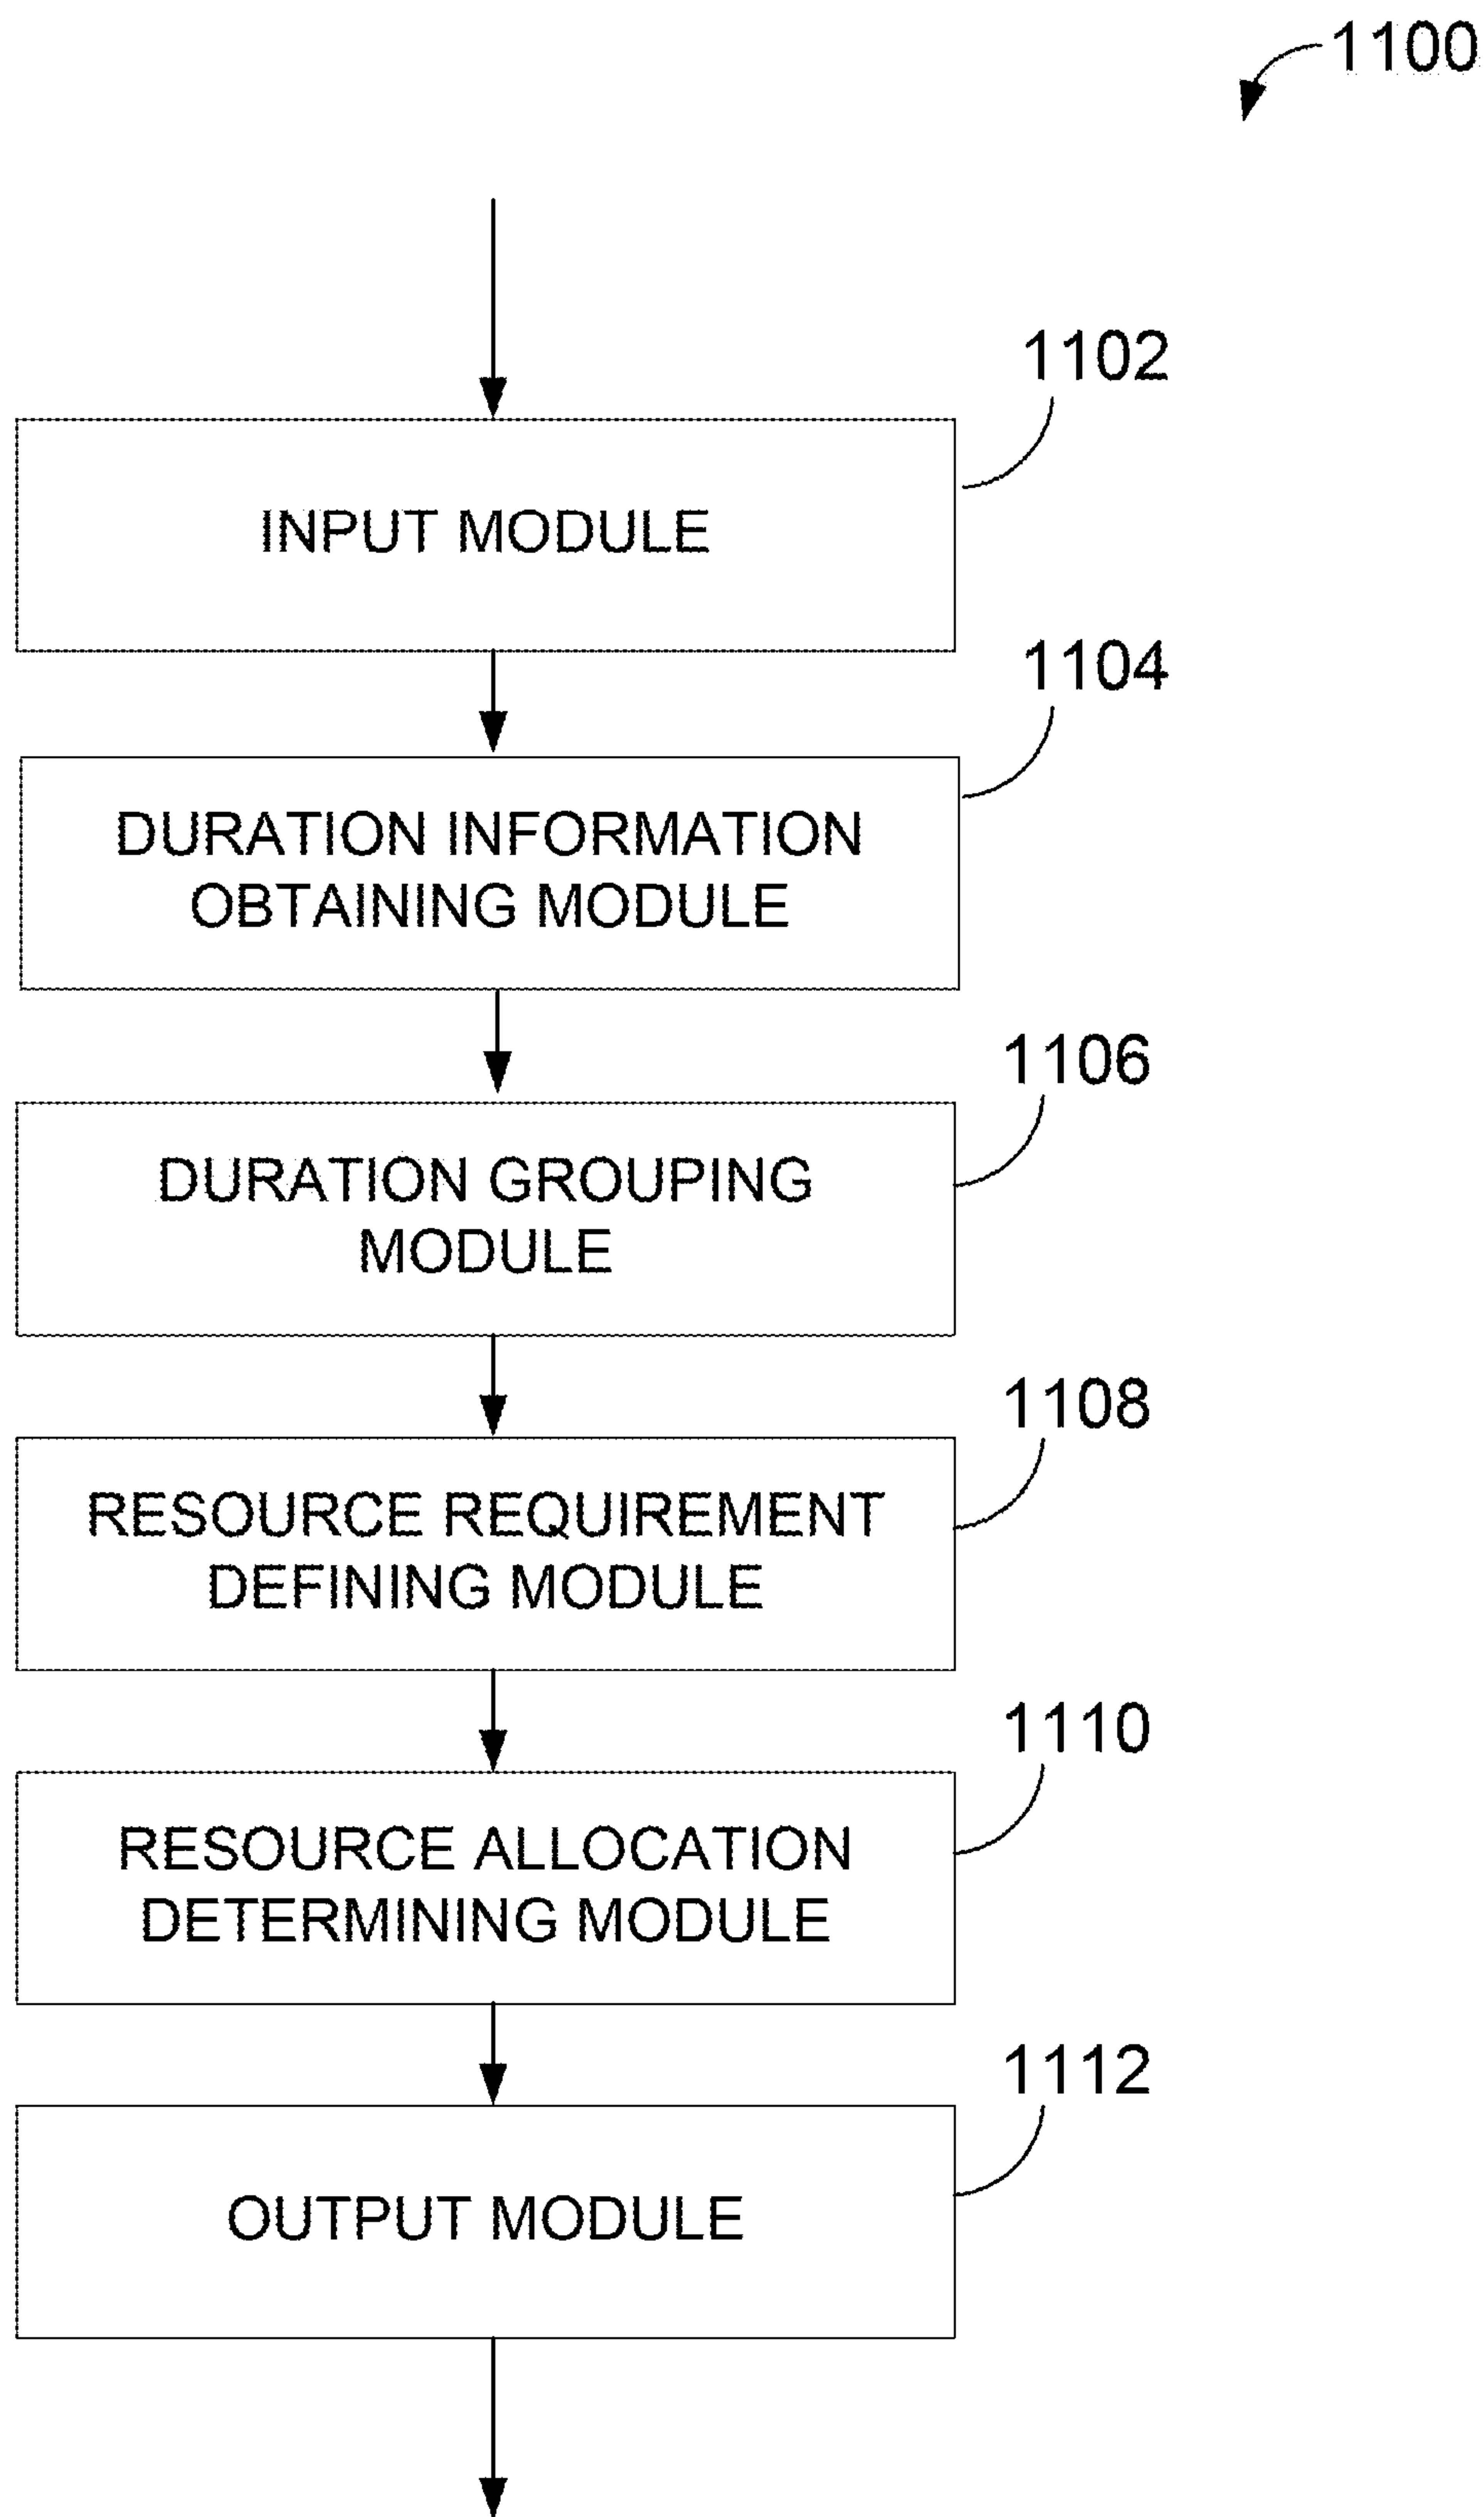 1100
1102
INPUT MODULE
1104
DURATION INFORMATION
OBTAINING MODULE
1106
DURATION GROUPING
MODULE
1108
RESOURCE REQUIREMENT
DEFINING MODULE
1110
RESOURCE ALLOCATION
DETERMINING MODULE
1112
OUTPUT MODULE